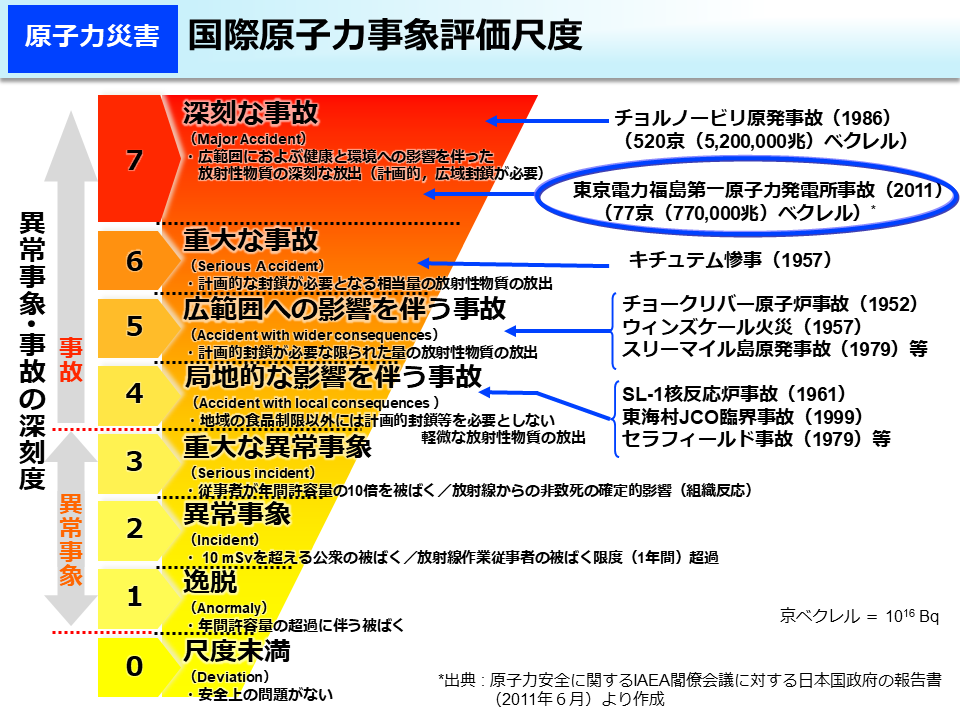 原子力災害
国際原子力事象評価尺度
異常事象・事故の深刻度
事故
異常事象
7
深刻な事故
（Major Accident）
・広範囲におよぶ健康と環境への影響を伴った
放射性物質の深刻な放出（計画的，広域封鎖が必要）
チョルノービリ原発事故（1986）
（520京（5,200,000兆）ベクレル）
東京電力福島第一原子力発電所事故（2011）
（77京（770,000兆）ベクレル）*
6
重大な事故
（Serious Accident）
・計画的な封鎖が必要となる相当量の放射性物質の放出
キチュテム惨事（1957）
5
広範囲への影響を伴う事故
（Accident with wider consequences）
・計画的封鎖が必要な限られた量の放射性物質の放出
チョークリバー原子炉事故（1952）
ウィンズケール火災（1957）
スリーマイル島原発事故（1979）等
4
局地的な影響を伴う事故
（Accident with local consequences ）
・地域の食品制限以外には計画的封鎖等を必要としない
軽微な放射性物質の放出
SL-1核反応炉事故（1961）
東海村JCO臨界事故（1999）
セラフィールド事故（1979）等
3
重大な異常事象
（Serious incident）
・従事者が年間許容量の10倍を被ばく／放射線からの非致死の確定的影響（組織反応）
2
異常事象
（Incident）
・ 10 mSvを超える公衆の被ばく／放射線作業従事者の被ばく限度（1年間）超過
1
逸脱
（Anormaly）
・年間許容量の超過に伴う被ばく
0
尺度未満
（Deviation）
・安全上の問題がない
京ベクレル ＝ 10¹⁶ Bq
*出典 : 原子力安全に関するIAEA閣僚会議に対する日本国政府の報告書
（2011年６月）より作成